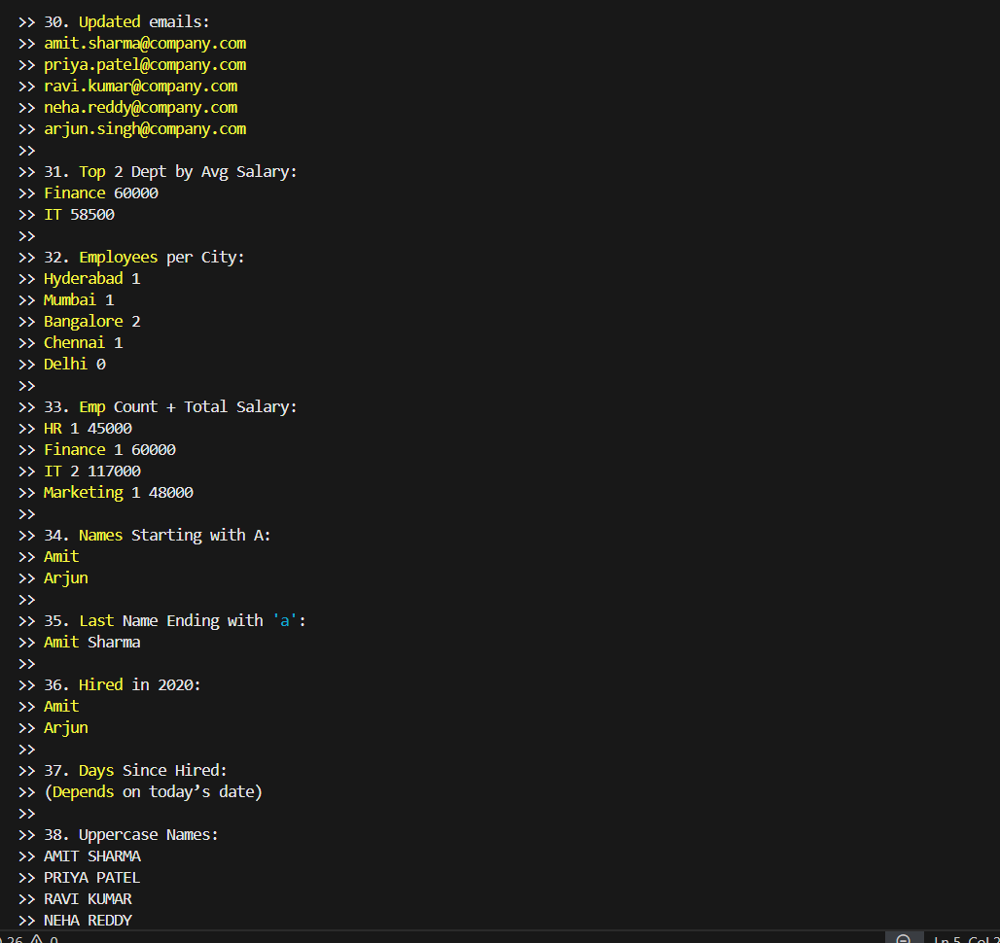 >> 30. Updated emails:
>> amit.sharma@company.com
>> priya.patel@company.com
>> ravi.kumar@company.com
>> neha.reddy@company.com
>> arjun.singh@company.com
>>
>> 31. Top 2 Dept by Avg Salary:
>> Finance 60000
>> IT 58500
>>
>> 32. Employees per City:
>> Hyderabad 1
>> Mumbai 1
>> Bangalore 2
>> Chennai 1
>> Delhi 0
>>
>> 33. Emp Count + Total Salary:
>> HR 1 45000
>> Finance 1 60000
>> IT 2 117000
>> Marketing 1 48000
>>
>> 34. Names Starting with A:
>> Amit
>> Arjun
>>
>> 35. Last Name Ending with 'a':
>> Amit Sharma
>>
>> 36. Hired in 2020:
>> Amit
>> Arjun
>>
>> 37. Days Since Hired:
>> (Depends on today’s date)
>>
>> 38. Uppercase Names:
>> AMIT SHARMA
>> PRIYA PATEL
>> RAVI KUMAR
>> NEHA REDDY
26 0 Ln 5, Col